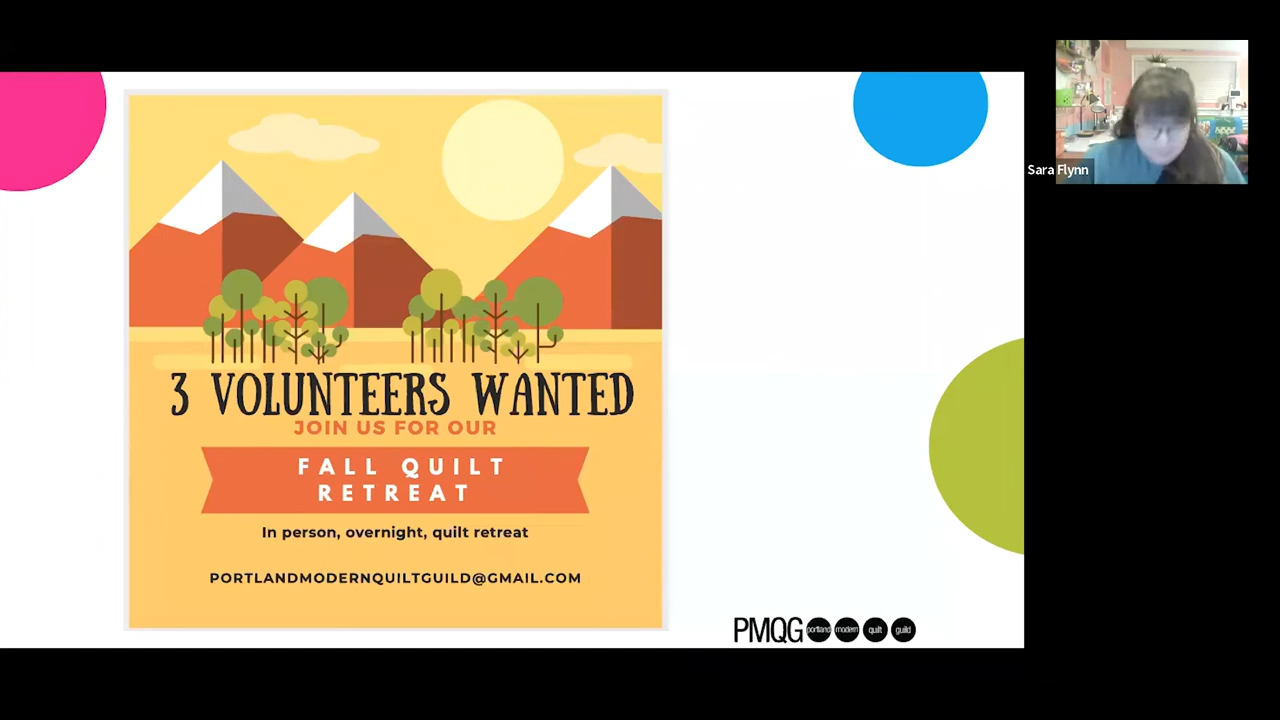 3 VOLUNTEERS WANTED
JOIN US FOR OUR
FALL QUILT
RETREAT
In person, overnight, quilt retreat
PORTLANDMODERNQUILTGUILD@GMAIL.COM
PMQG portland modern quilt guild
Sara Flynn